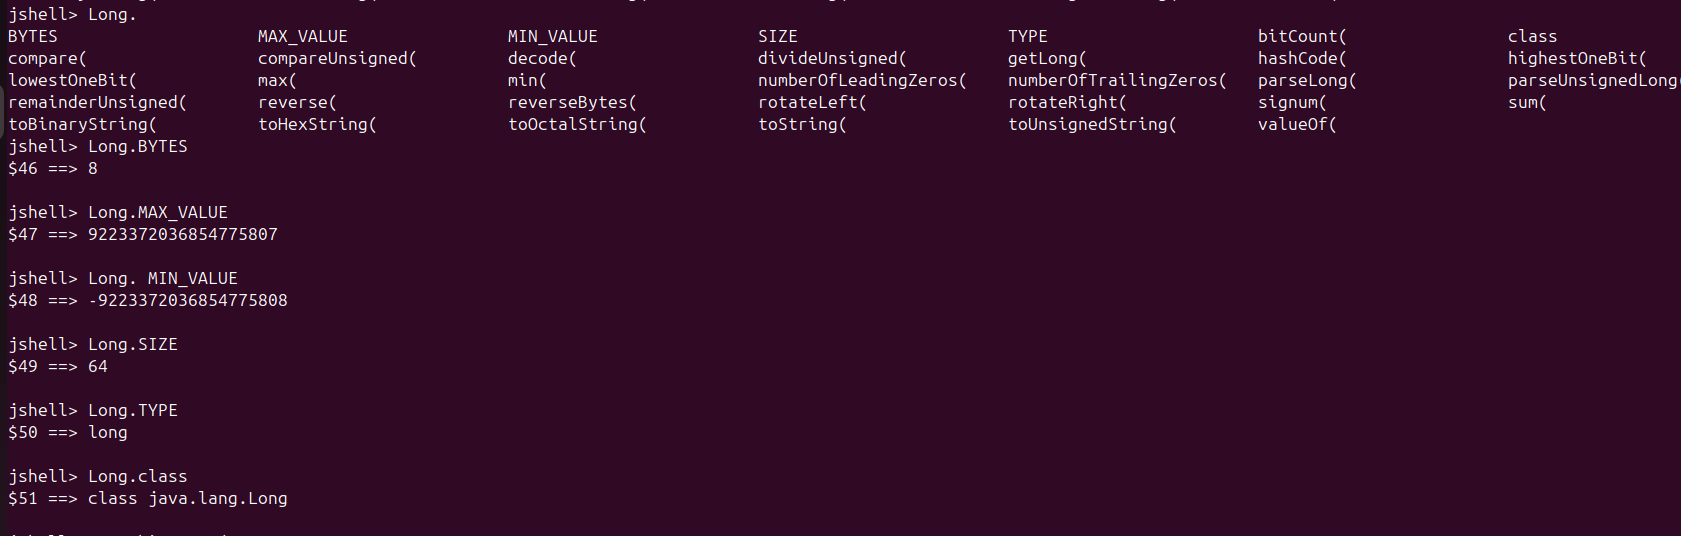 jshell> Long.
BYTES MAX_VALUE MIN_VALUE SIZE TYPE bitCount( class
compare( compareUnsigned( decode( divideUnsigned( getLong( hashCode( highestOneBit(
lowestOneBit( max( min( numberOfLeadingZeros( numberOfTrailingZeros( parseLong( parseUnsignedLong(
remainderUnsigned( reverse( reverseBytes( rotateLeft( rotateRight( signum( sum(
toBinaryString( toHexString( toOctalString( toString( toUnsignedString( valueOf(
jshell> Long.BYTES
$46 ==> 8
jshell> Long.MAX_VALUE
$47 ==> 9223372036854775807
jshell> Long. MIN_VALUE
$48 ==> -9223372036854775808
jshell> Long.SIZE
$49 ==> 64
jshell> Long.TYPE
$50 ==> long
jshell> Long.class
$51 ==> class java.lang.Long